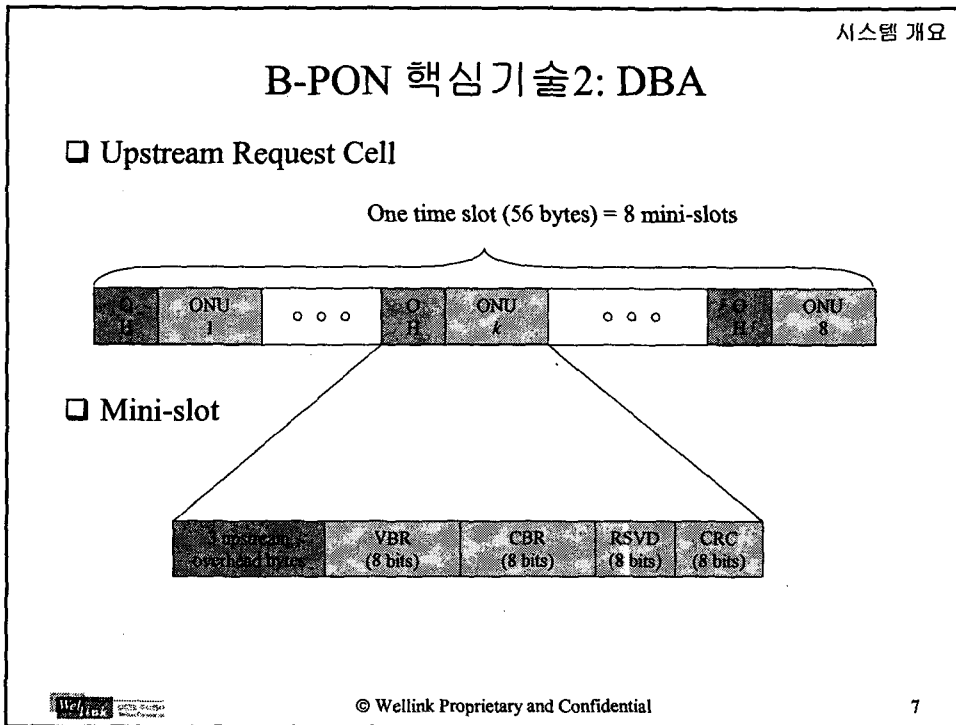 시스템 개요
B-PON 핵심기술2: DBA
❑ Upstream Request Cell
One time slot (56 bytes) = 8 mini-slots
O H
ONU 1
o o o
O H
ONU k
o o o
O H
ONU 8
❑ Mini-slot
3 upstream overhead bytes
VBR (8 bits)
CBR (8 bits)
RSVD (8 bits)
CRC (8 bits)
Wellink
© Wellink Proprietary and Confidential
7